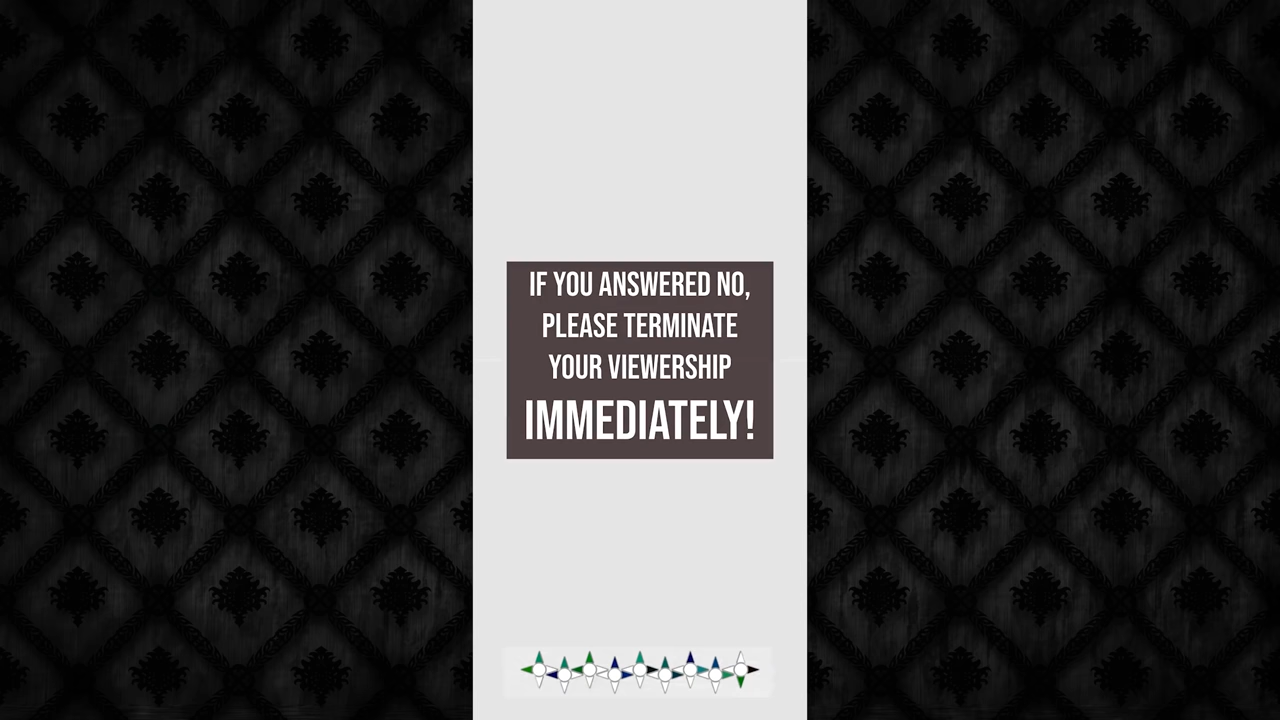 IF YOU ANSWERED NO,
PLEASE TERMINATE
YOUR VIEWERSHIP
IMMEDIATELY!